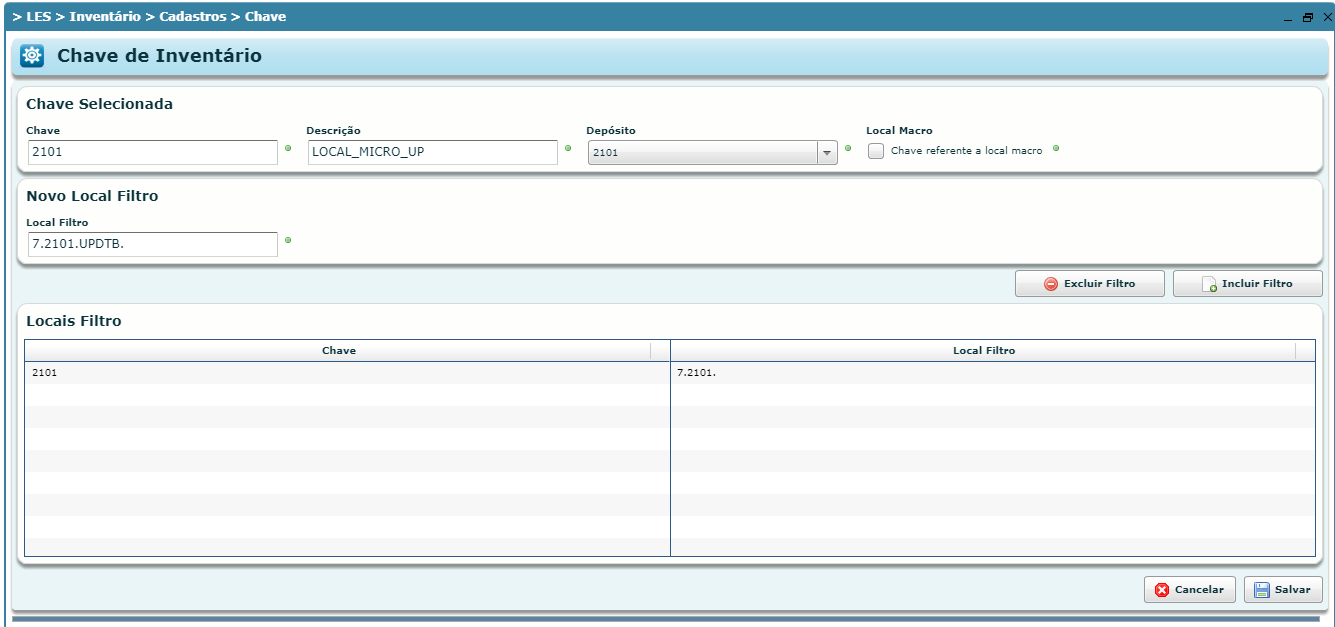 > LES > Inventário > Cadastros > Chave
Chave de Inventário
Chave Selecionada
Chave Descrição Depósito Local Macro
2101 LOCAL_MICRO_UP 2101 Chave referente a local macro
Novo Local Filtro
Local Filtro
7.2101.UPDTB.
Excluir Filtro Incluir Filtro
Locais Filtro
Chave Local Filtro
2101 7.2101.
Cancelar Salvar